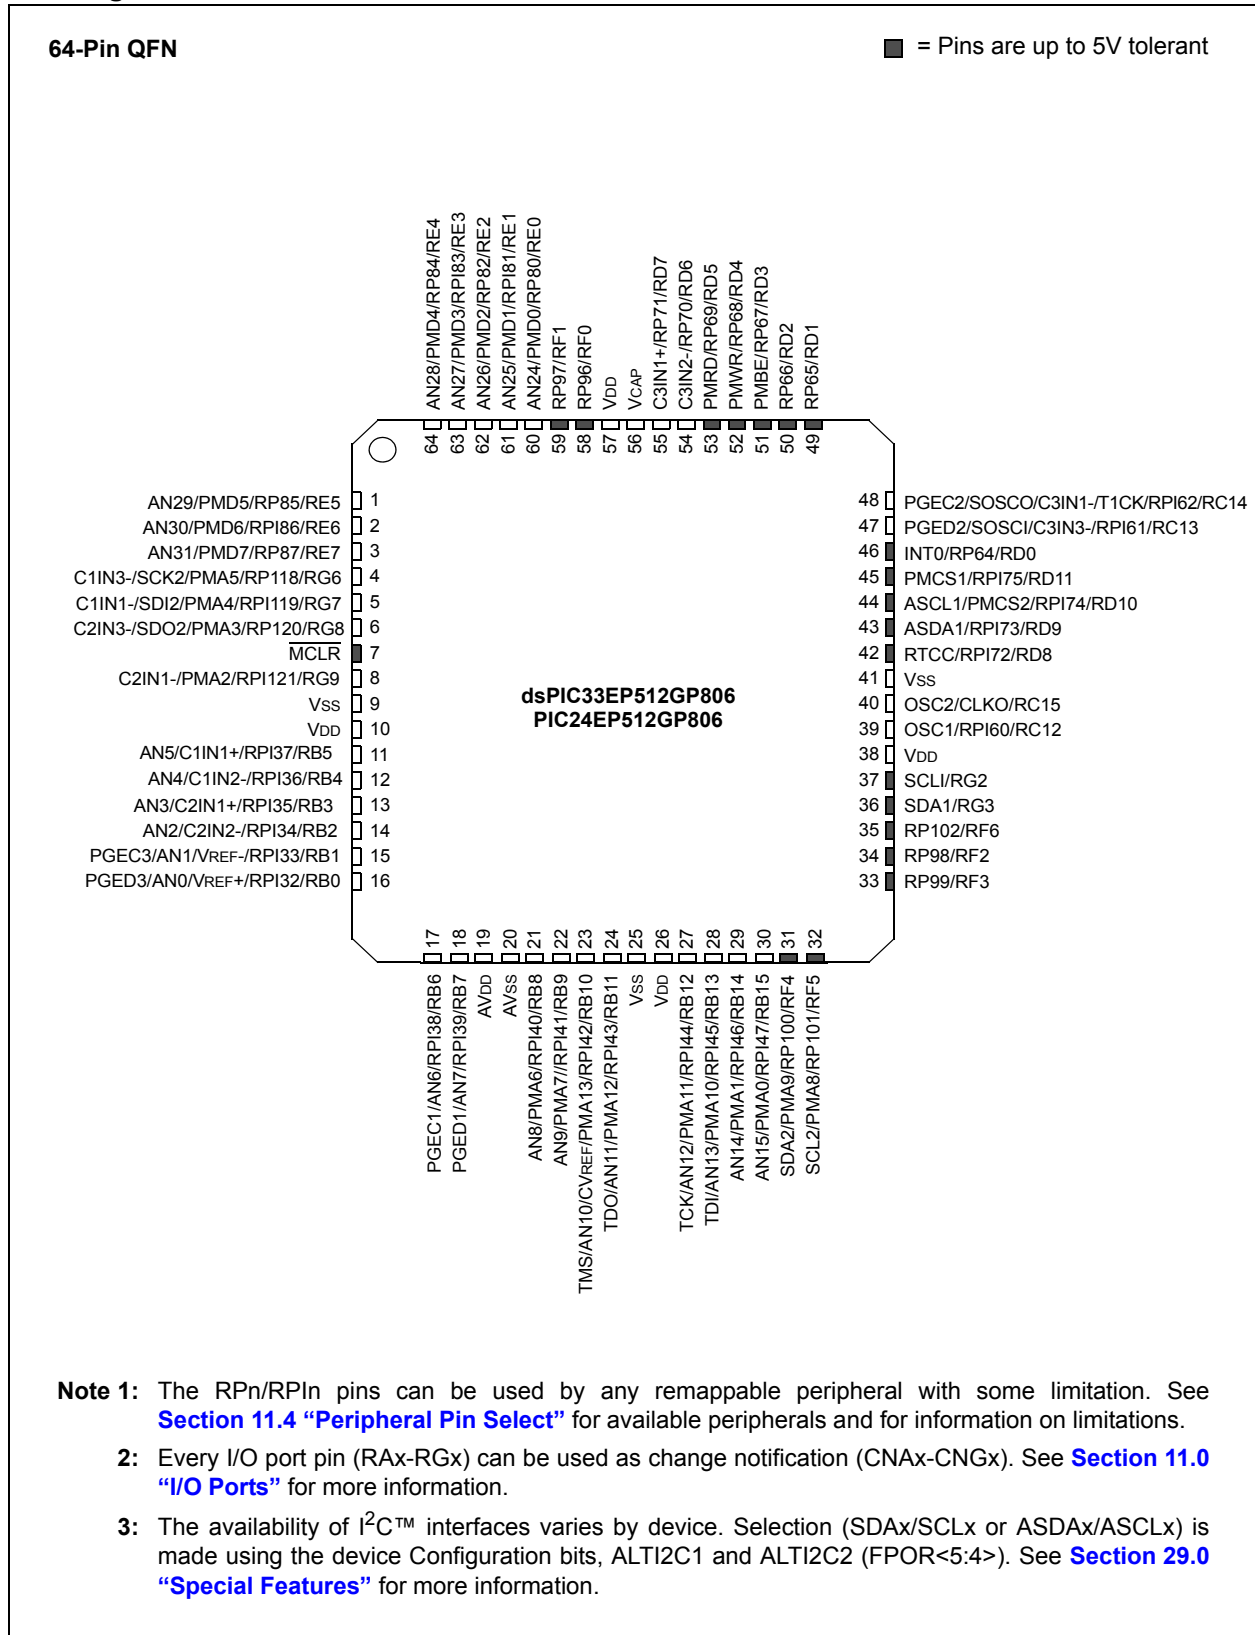 64-Pin QFN
= Pins are up to 5V tolerant
AN28/PMD4/RP84/RE4
AN27/PMD3/RPI83/RE3
AN26/PMD2/RP82/RE2
AN25/PMD1/RPI81/RE1
AN24/PMD0/RP80/RE0
RP97/RF1
RP96/RF0
VDD
VCAP
C3IN1+/RP71/RD7
C3IN2-/RP70/RD6
PMRD/RP69/RD5
PMWR/RP68/RD4
PMBE/RP67/RD3
RP66/RD2
RP65/RD1
64 63 62 61 60 59 58 57 56 55 54 53 52 51 50 49
AN29/PMD5/RP85/RE5 1
AN30/PMD6/RPI86/RE6 2
AN31/PMD7/RP87/RE7 3
C1IN3-/SCK2/PMA5/RP118/RG6 4
C1IN1-/SDI2/PMA4/RPI119/RG7 5
C2IN3-/SDO2/PMA3/RP120/RG8 6
MCLR 7
C2IN1-/PMA2/RPI121/RG9 8
VSS 9
VDD 10
AN5/C1IN1+/RPI37/RB5 11
AN4/C1IN2-/RPI36/RB4 12
AN3/C2IN1+/RPI35/RB3 13
AN2/C2IN2-/RPI34/RB2 14
PGEC3/AN1/VREF-/RPI33/RB1 15
PGED3/AN0/VREF+/RPI32/RB0 16
dsPIC33EP512GP806
PIC24EP512GP806
48 PGEC2/SOSCO/C3IN1-/T1CK/RPI62/RC14
47 PGED2/SOSCI/C3IN3-/RPI61/RC13
46 INT0/RP64/RD0
45 PMCS1/RPI75/RD11
44 ASCL1/PMCS2/RPI74/RD10
43 ASDA1/RPI73/RD9
42 RTCC/RPI72/RD8
41 VSS
40 OSC2/CLKO/RC15
39 OSC1/RPI60/RC12
38 VDD
37 SCLI/RG2
36 SDA1/RG3
35 RP102/RF6
34 RP98/RF2
33 RP99/RF3
17 18 19 20 21 22 23 24 25 26 27 28 29 30 31 32
PGEC1/AN6/RPI38/RB6
PGED1/AN7/RPI39/RB7
AVDD
AVSS
AN8/PMA6/RPI40/RB8
AN9/PMA7//RPI41/RB9
TMS/AN10/CVREF/PMA13/RPI42/RB10
TDO/AN11/PMA12/RPI43/RB11
VSS
VDD
TCK/AN12/PMA11/RPI44/RB12
TDI/AN13/PMA10/RPI45/RB13
AN14/PMA1/RPI46/RB14
AN15/PMA0/RPI47/RB15
SDA2/PMA9/RP100/RF4
SCL2/PMA8/RP101/RF5
Note 1: The RPn/RPIn pins can be used by any remappable peripheral with some limitation. See
Section 11.4 “Peripheral Pin Select” for available peripherals and for information on limitations.
2: Every I/O port pin (RAx-RGx) can be used as change notification (CNAx-CNGx). See Section 11.0
“I/O Ports” for more information.
3: The availability of I2C™ interfaces varies by device. Selection (SDAx/SCLx or ASDAx/ASCLx) is
made using the device Configuration bits, ALTI2C1 and ALTI2C2 (FPOR<5:4>). See Section 29.0
“Special Features” for more information.